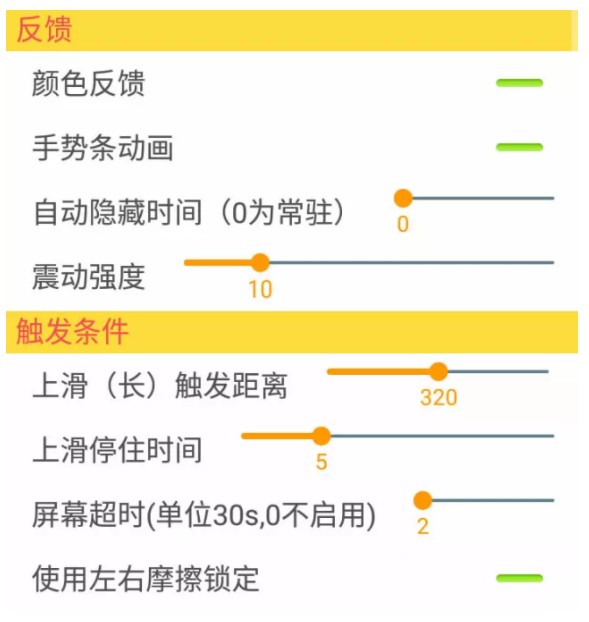 反馈
颜色反馈
手势条动画
自动隐藏时间（0为常驻）
0
震动强度
10
触发条件
上滑（长）触发距离
320
上滑停住时间
5
屏幕超时(单位30s,0不启用)
2
使用左右摩擦锁定